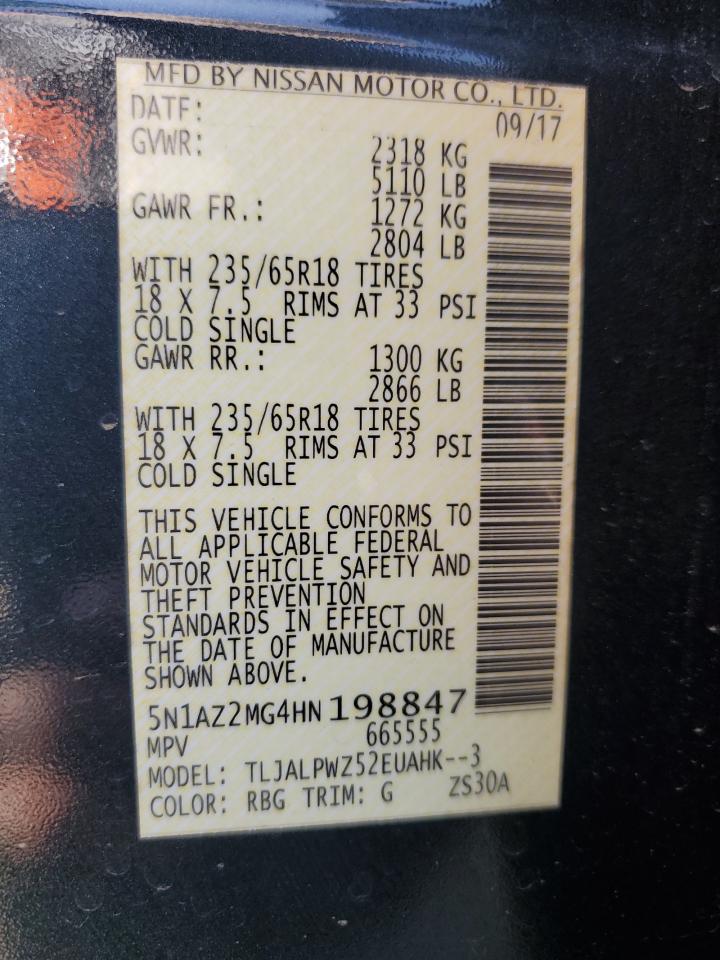 MFD BY NISSAN MOTOR CO., LTD.
DATE: 09/17
GVWR: 2318 KG
5110 LB
GAWR FR.: 1272 KG
2804 LB
WITH 235/65R18 TIRES
18 X 7.5 RIMS AT 33 PSI
COLD SINGLE
GAWR RR.: 1300 KG
2866 LB
WITH 235/65R18 TIRES
18 X 7.5 RIMS AT 33 PSI
COLD SINGLE
THIS VEHICLE CONFORMS TO
ALL APPLICABLE FEDERAL
MOTOR VEHICLE SAFETY AND
THEFT PREVENTION
STANDARDS IN EFFECT ON
THE DATE OF MANUFACTURE
SHOWN ABOVE.
5N1AZ2MG4HN198847
MPV 665555
MODEL: TLJALPWZ52EUAHK--3
COLOR: RBG TRIM: G ZS30A